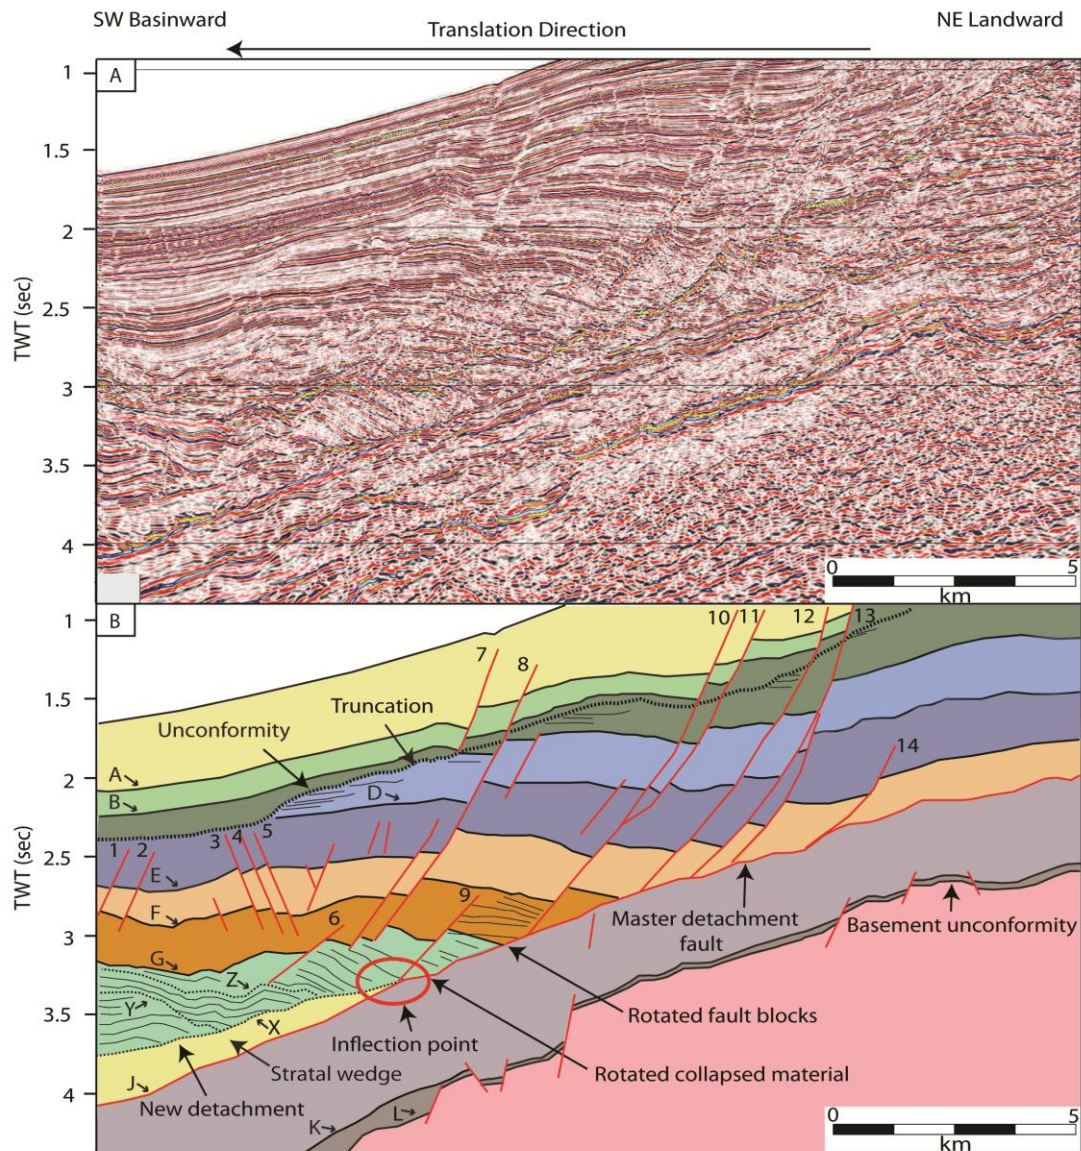 SW Basinward
Translation Direction
NE Landward
A
1
1.5
2
2.5
3
3.5
4
TWT (sec)
0 5
km
B
1
1.5
2
2.5
3
3.5
4
TWT (sec)
7
8
10
11
12
13
14
Truncation
Unconformity
A
B
D
1
2
3
4
5
E
F
G
6
9
Z
Y
X
J
K
L
Master detachment
fault
Basement unconformity
Rotated fault blocks
Inflection point
Stratal wedge
Rotated collapsed material
New detachment
0 5
km